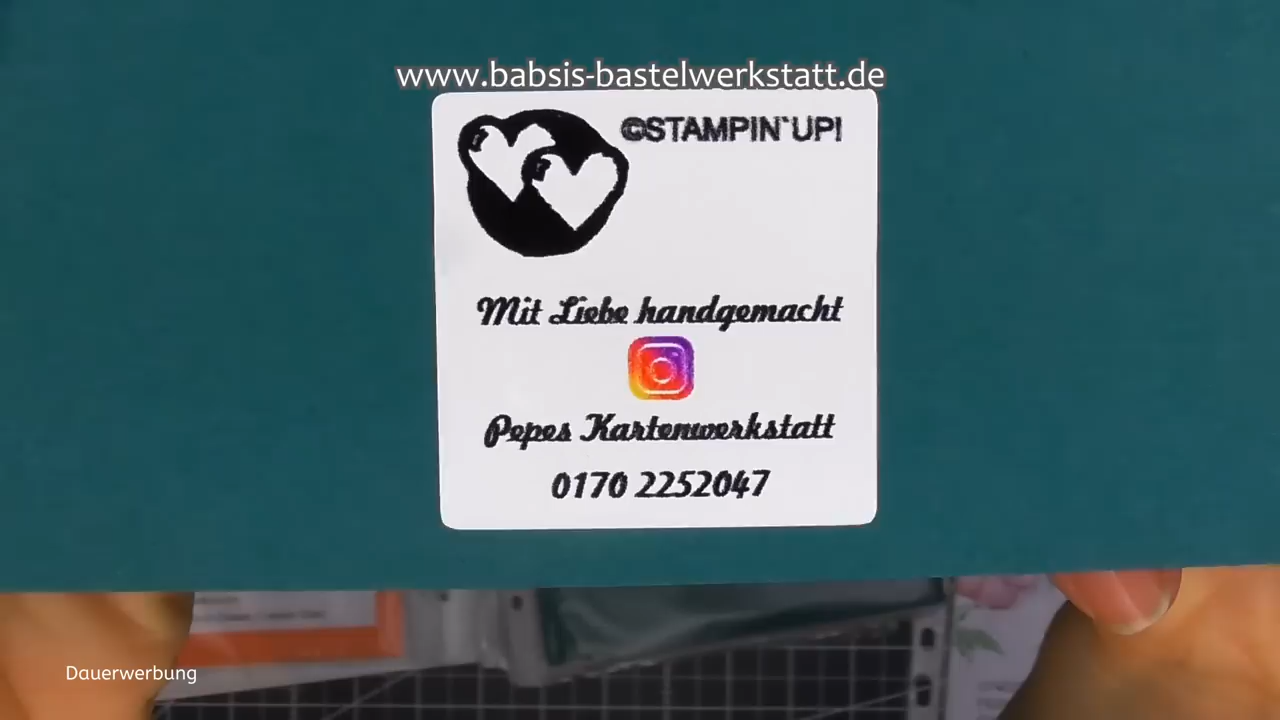 www.babsis-bastelwerkstatt.de
©STAMPIN`UP!
Mit Liebe handgemacht
Pepes Kartenwerkstatt
0170 2252047
Dauerwerbung